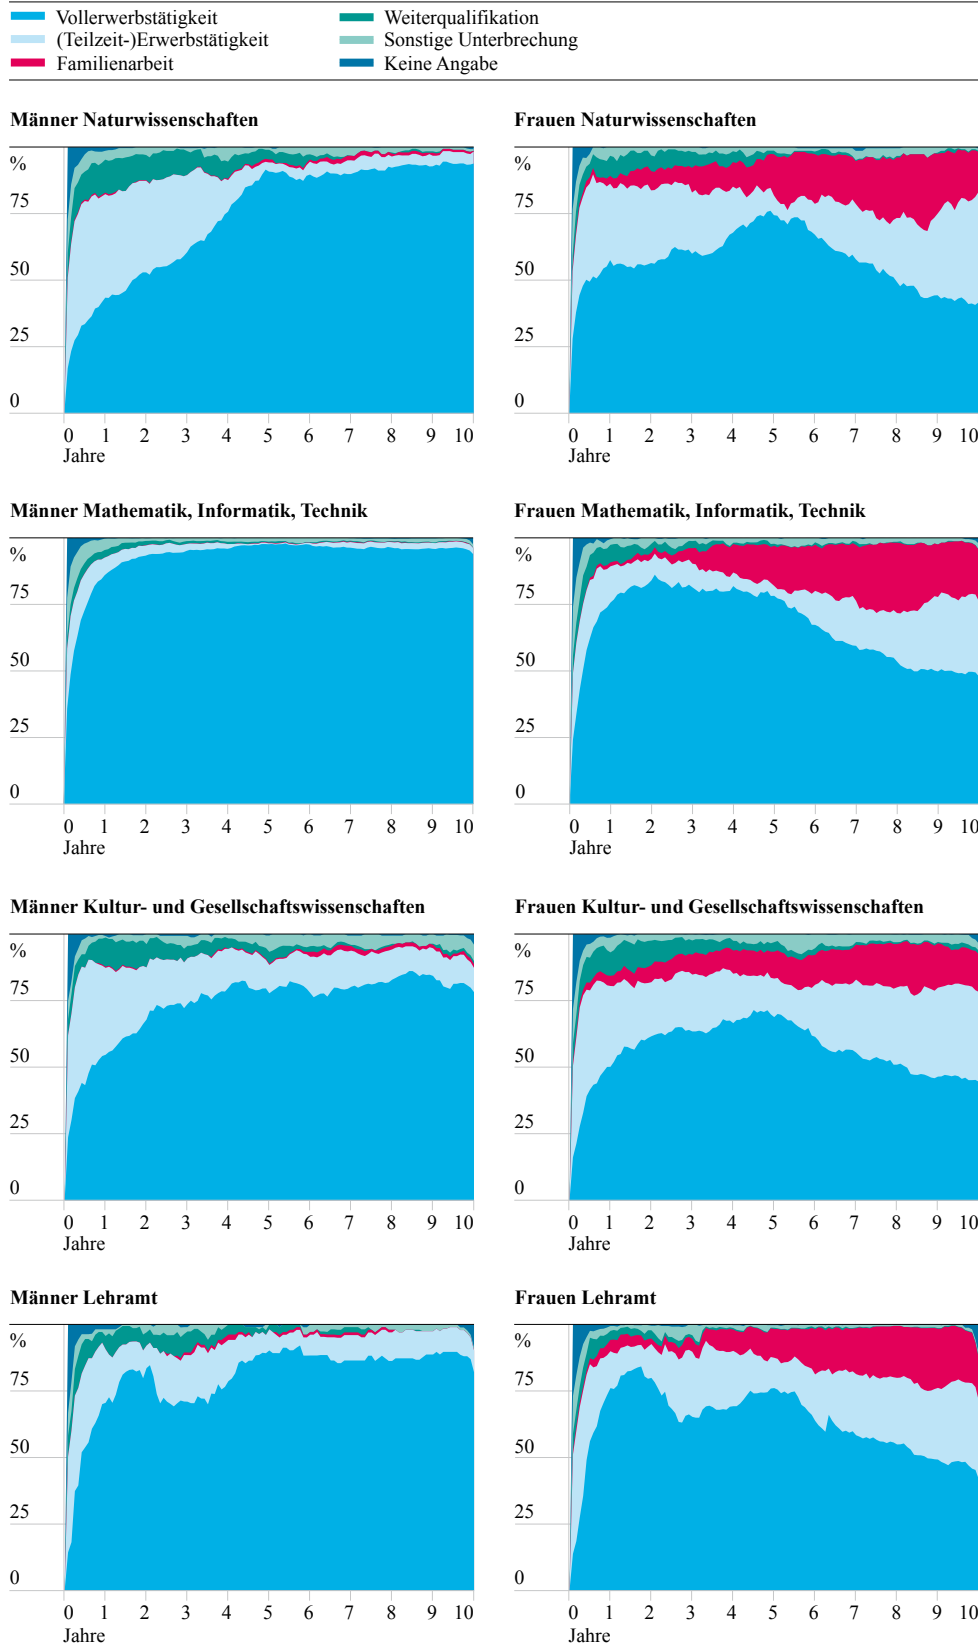 Vollerwerbstätigkeit
(Teilzeit-)Erwerbstätigkeit
Familienarbeit
Weiterqualifikation
Sonstige Unterbrechung
Keine Angabe
Männer Naturwissenschaften
%
75
50
25
0
0 1 2 3 4 5 6 7 8 9 10
Jahre
Frauen Naturwissenschaften
%
75
50
25
0
0 1 2 3 4 5 6 7 8 9 10
Jahre
Männer Mathematik, Informatik, Technik
%
75
50
25
0
0 1 2 3 4 5 6 7 8 9 10
Jahre
Frauen Mathematik, Informatik, Technik
%
75
50
25
0
0 1 2 3 4 5 6 7 8 9 10
Jahre
Männer Kultur- und Gesellschaftswissenschaften
%
75
50
25
0
0 1 2 3 4 5 6 7 8 9 10
Jahre
Frauen Kultur- und Gesellschaftswissenschaften
%
75
50
25
0
0 1 2 3 4 5 6 7 8 9 10
Jahre
Männer Lehramt
%
75
50
25
0
0 1 2 3 4 5 6 7 8 9 10
Jahre
Frauen Lehramt
%
75
50
25
0
0 1 2 3 4 5 6 7 8 9 10
Jahre